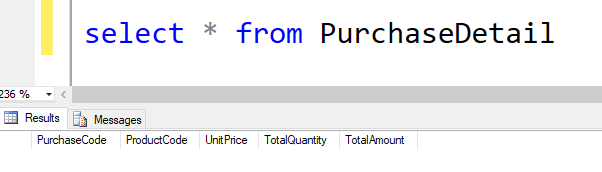 select * from PurchaseDetail
236 %
Results Messages
PurchaseCode ProductCode UnitPrice TotalQuantity TotalAmount